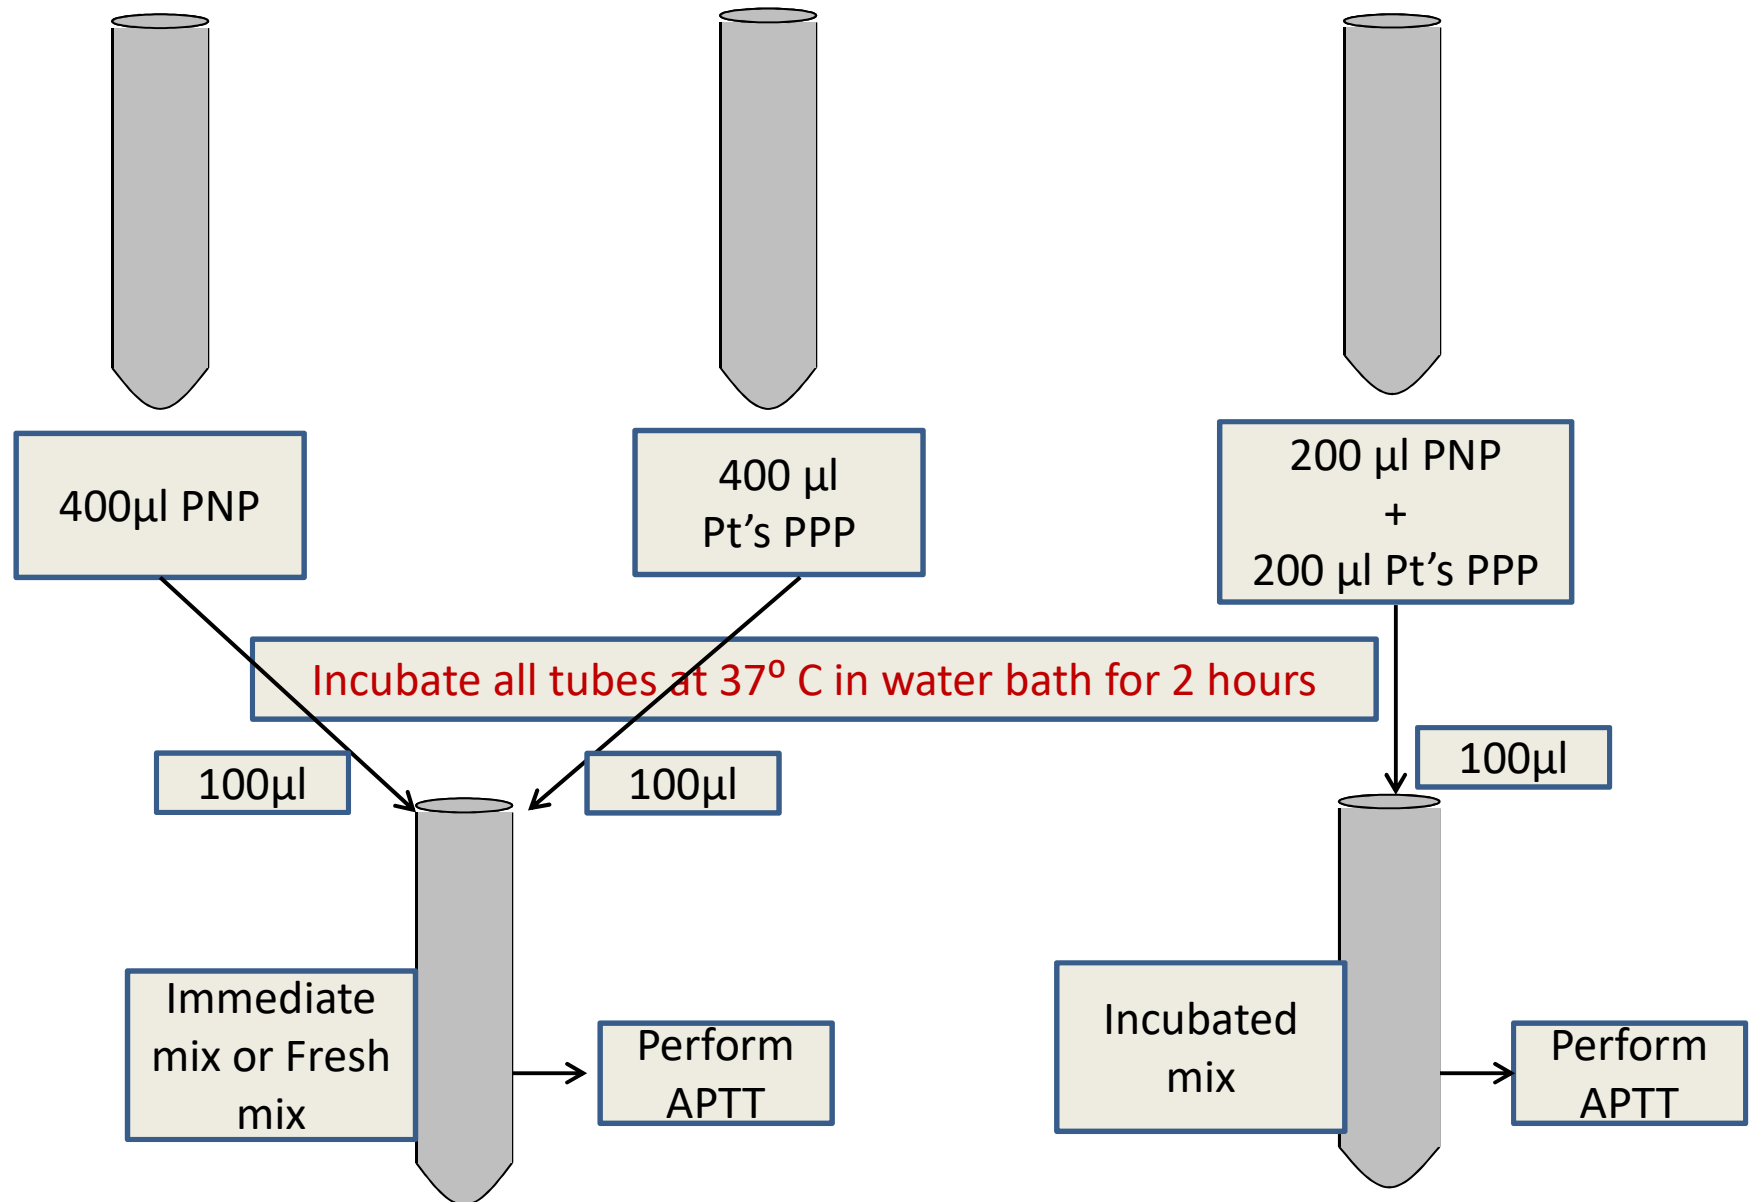 400µl PNP
400 µl
Pt’s PPP
200 µl PNP
+
200 µl Pt’s PPP
Incubate all tubes at 37⁰ C in water bath for 2 hours
100µl
100µl
100µl
Immediate
mix or Fresh
mix
Perform
APTT
Incubated
mix
Perform
APTT